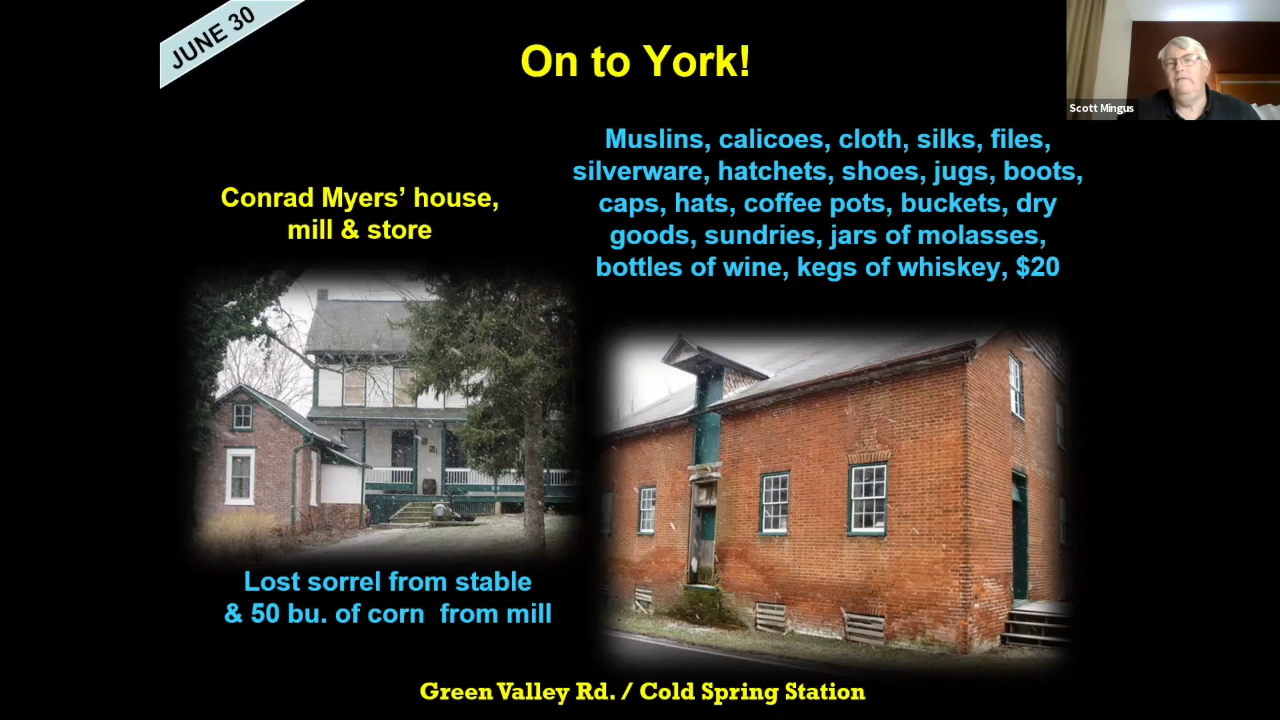 JUNE 30
On to York!
Scott Mingus
Muslins, calicoes, cloth, silks, files,
silverware, hatchets, shoes, jugs, boots,
caps, hats, coffee pots, buckets, dry
goods, sundries, jars of molasses,
bottles of wine, kegs of whiskey, $20
Conrad Myers’ house,
mill & store
Lost sorrel from stable
& 50 bu. of corn  from mill
Green Valley Rd. / Cold Spring Station